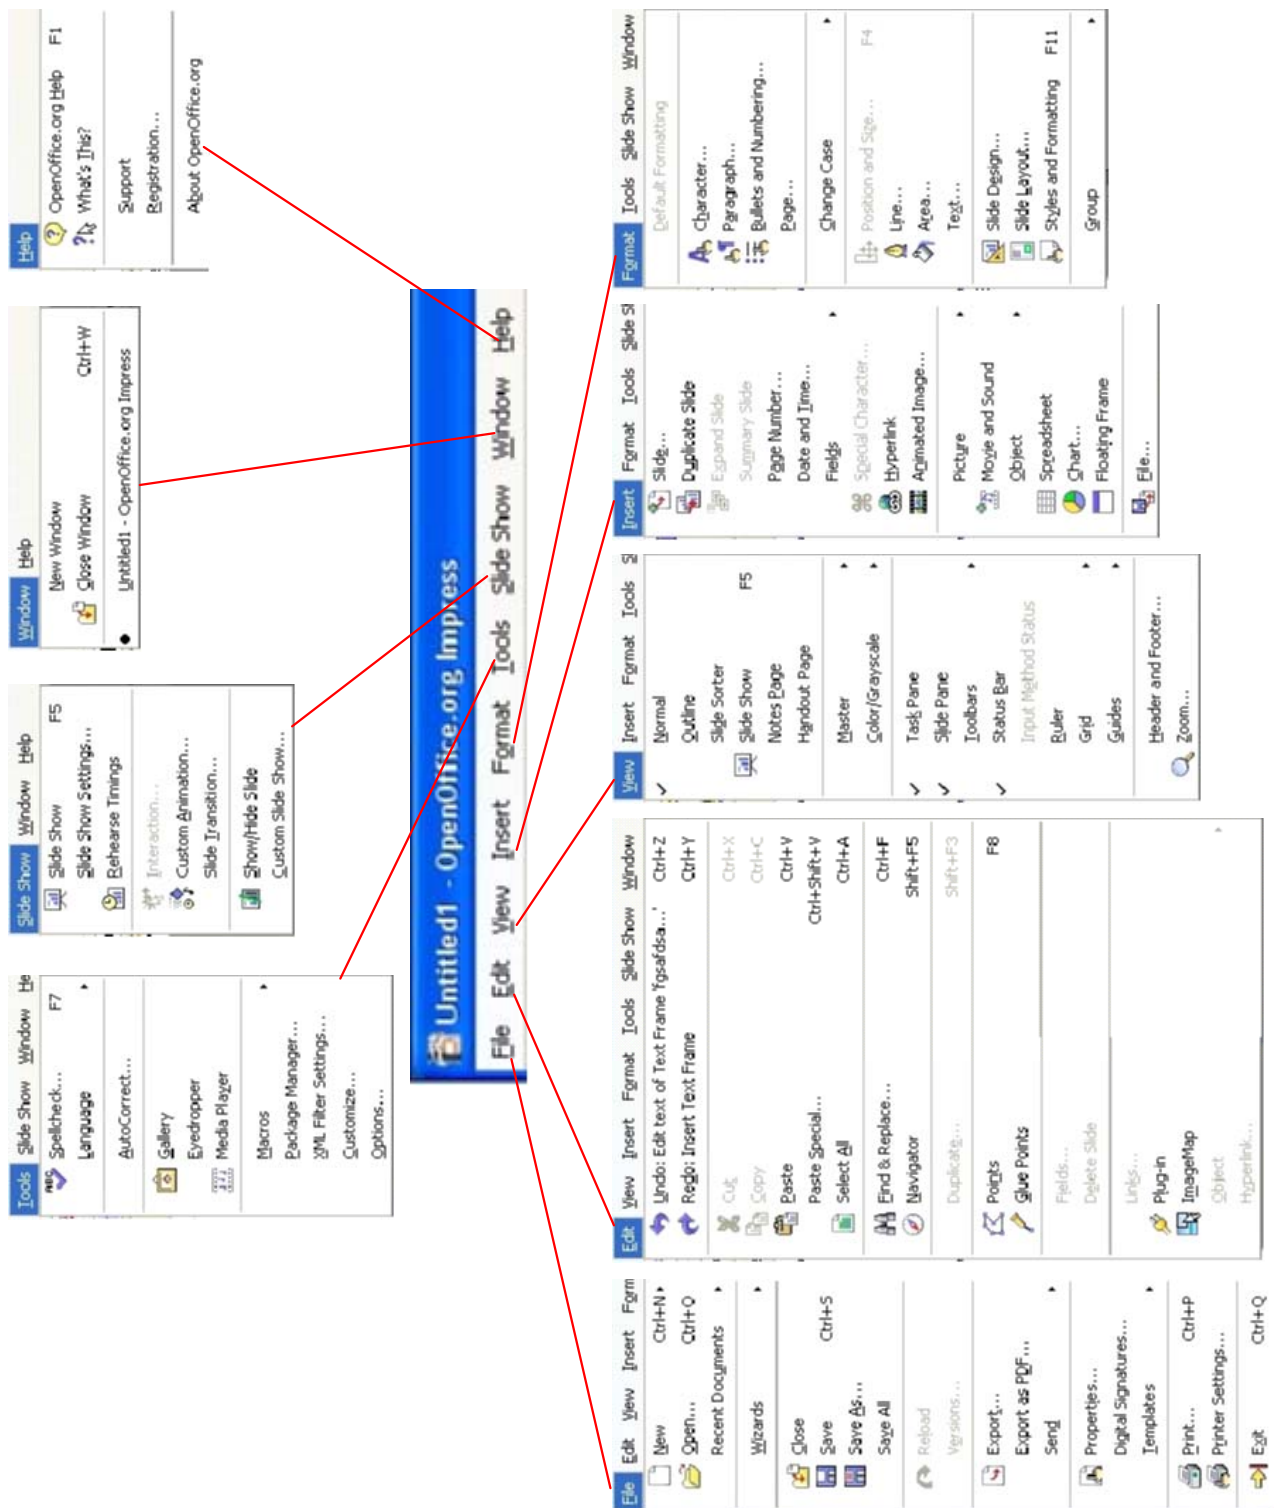 Tools Slide Show Window He
Spellcheck... F7
Language
AutoCorrect...
Gallery
Eyedropper
Media Player
Macros
Package Manager...
XML Filter Settings...
Customize...
Options...
Slide Show Window Help
Slide Show F5
Slide Show Settings...
Rehearse Timings
Interaction...
Custom Animation...
Slide Transition...
Show/Hide Slide
Custom Slide Show...
Window Help
New Window
Close Window Ctrl+W
Untitled1 - OpenOffice.org Impress
Help
OpenOffice.org Help F1
What's This?
Support
Registration...
About OpenOffice.org
Untitled1 - OpenOffice.org Impress
File Edit View Insert Format Tools Slide Show Window Help
File Edit View Insert Form
New Ctrl+N
Open... Ctrl+O
Recent Documents
Wizards
Close
Save Ctrl+S
Save As...
Save All
Reload
Versions...
Export...
Export as PDF...
Send
Properties...
Digital Signatures...
Templates
Print... Ctrl+P
Printer Settings...
Exit Ctrl+Q
Edit View Insert Format Tools Slide Show Window
Undo: Edit text of Text Frame 'fgsafdsa...' Ctrl+Z
Redo: Insert Text Frame Ctrl+Y
Cut Ctrl+X
Copy Ctrl+C
Paste Ctrl+V
Paste Special... Ctrl+Shift+V
Select All Ctrl+A
Find & Replace... Ctrl+F
Navigator Shift+F5
Duplicate... Shift+F3
Points F8
Glue Points
Fields...
Delete Slide
Links...
Plug-in
ImageMap
Object
Hyperlink...
View Insert Format Tools Sl
Normal
Outline
Slide Sorter
Slide Show F5
Notes Page
Handout Page
Master
Color/Grayscale
Task Pane
Slide Pane
Toolbars
Status Bar
Input Method Status
Ruler
Grid
Guides
Header and Footer...
Zoom...
Insert Format Tools Slide Sl
Slide...
Duplicate Slide
Expand Slide
Summary Slide
Page Number...
Date and Time...
Fields
Special Character...
Hyperlink
Animated Image...
Picture
Movie and Sound
Object
Spreadsheet
Chart...
Floating Frame
File...
Format Tools Slide Show Window
Default Formatting
Character...
Paragraph...
Bullets and Numbering...
Page...
Change Case
Position and Size... F4
Line...
Area...
Text...
Slide Design...
Slide Layout...
Styles and Formatting F11
Group